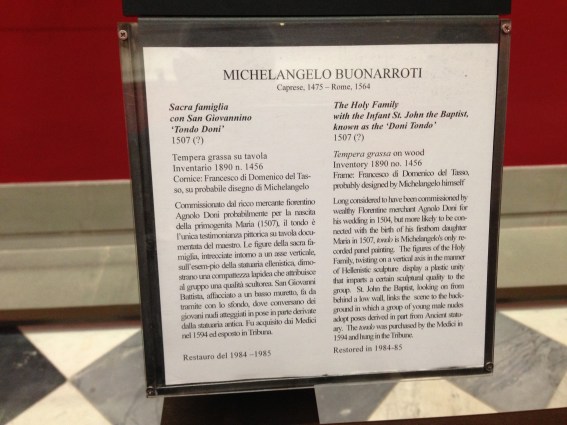 MICHELANGELO BUONARROTI
Caprese, 1475 – Rome, 1564
Sacra famiglia
con San Giovannino
‘Tondo Doni’
1507 (?)
Tempera grassa su tavola
Inventario 1890 n. 1456
Cornice: Francesco di Domenico del Tas-
so, su probabile disegno di Michelangelo
Commissionato dal ricco mercante fiorentino
Agnolo Doni probabilmente per la nascita
della primogenita Maria (1507), il tondo è
l’unica testimonianza pittorica su tavola docu-
mentata del maestro. Le figure della sacra fa-
miglia, intrecciate intorno a un asse verticale,
sull’esem-pio della statuaria ellenistica, dimo-
strano una compattezza lapidea che attribuisce
al gruppo una qualità scultorea. San Giovanni
Battista, affacciato a un basso muretto, fa da
tramite con lo sfondo, dove conversano dei
giovani nudi atteggiati in pose in parte derivate
dalla statuaria antica. Fu acquisito dai Medici
nel 1594 ed esposto in Tribuna.
Restauro del 1984 –1985
The Holy Family
with the Infant St. John the Baptist,
known as the ‘Doni Tondo’
1507 (?)
Tempera grassa on wood
Inventory 1890 no. 1456
Frame: Francesco di Domenico del Tasso,
probably designed by Michelangelo himself
Long considered to have been commissioned by
wealthy Florentine merchant Agnolo Doni for
his wedding in 1504, but more likely to be con-
nected with the birth of his firstborn daughter
Maria in 1507, tondo is Michelangelo’s only re-
corded panel painting. The figures of the Holy
Family, twisting on a vertical axis in the manner
of Hellenistic sculpture display a plastic unity
that imparts a certain sculptural quality to the
group. St. John the Baptist, looking on from
behind a low wall, links the scene to the back-
ground in which a group of young male nudes
adopt poses derived in part from Ancient statu-
ary. The tondo was purchased by the Medici in
1594 and hung in the Tribune.
Restored in 1984-85